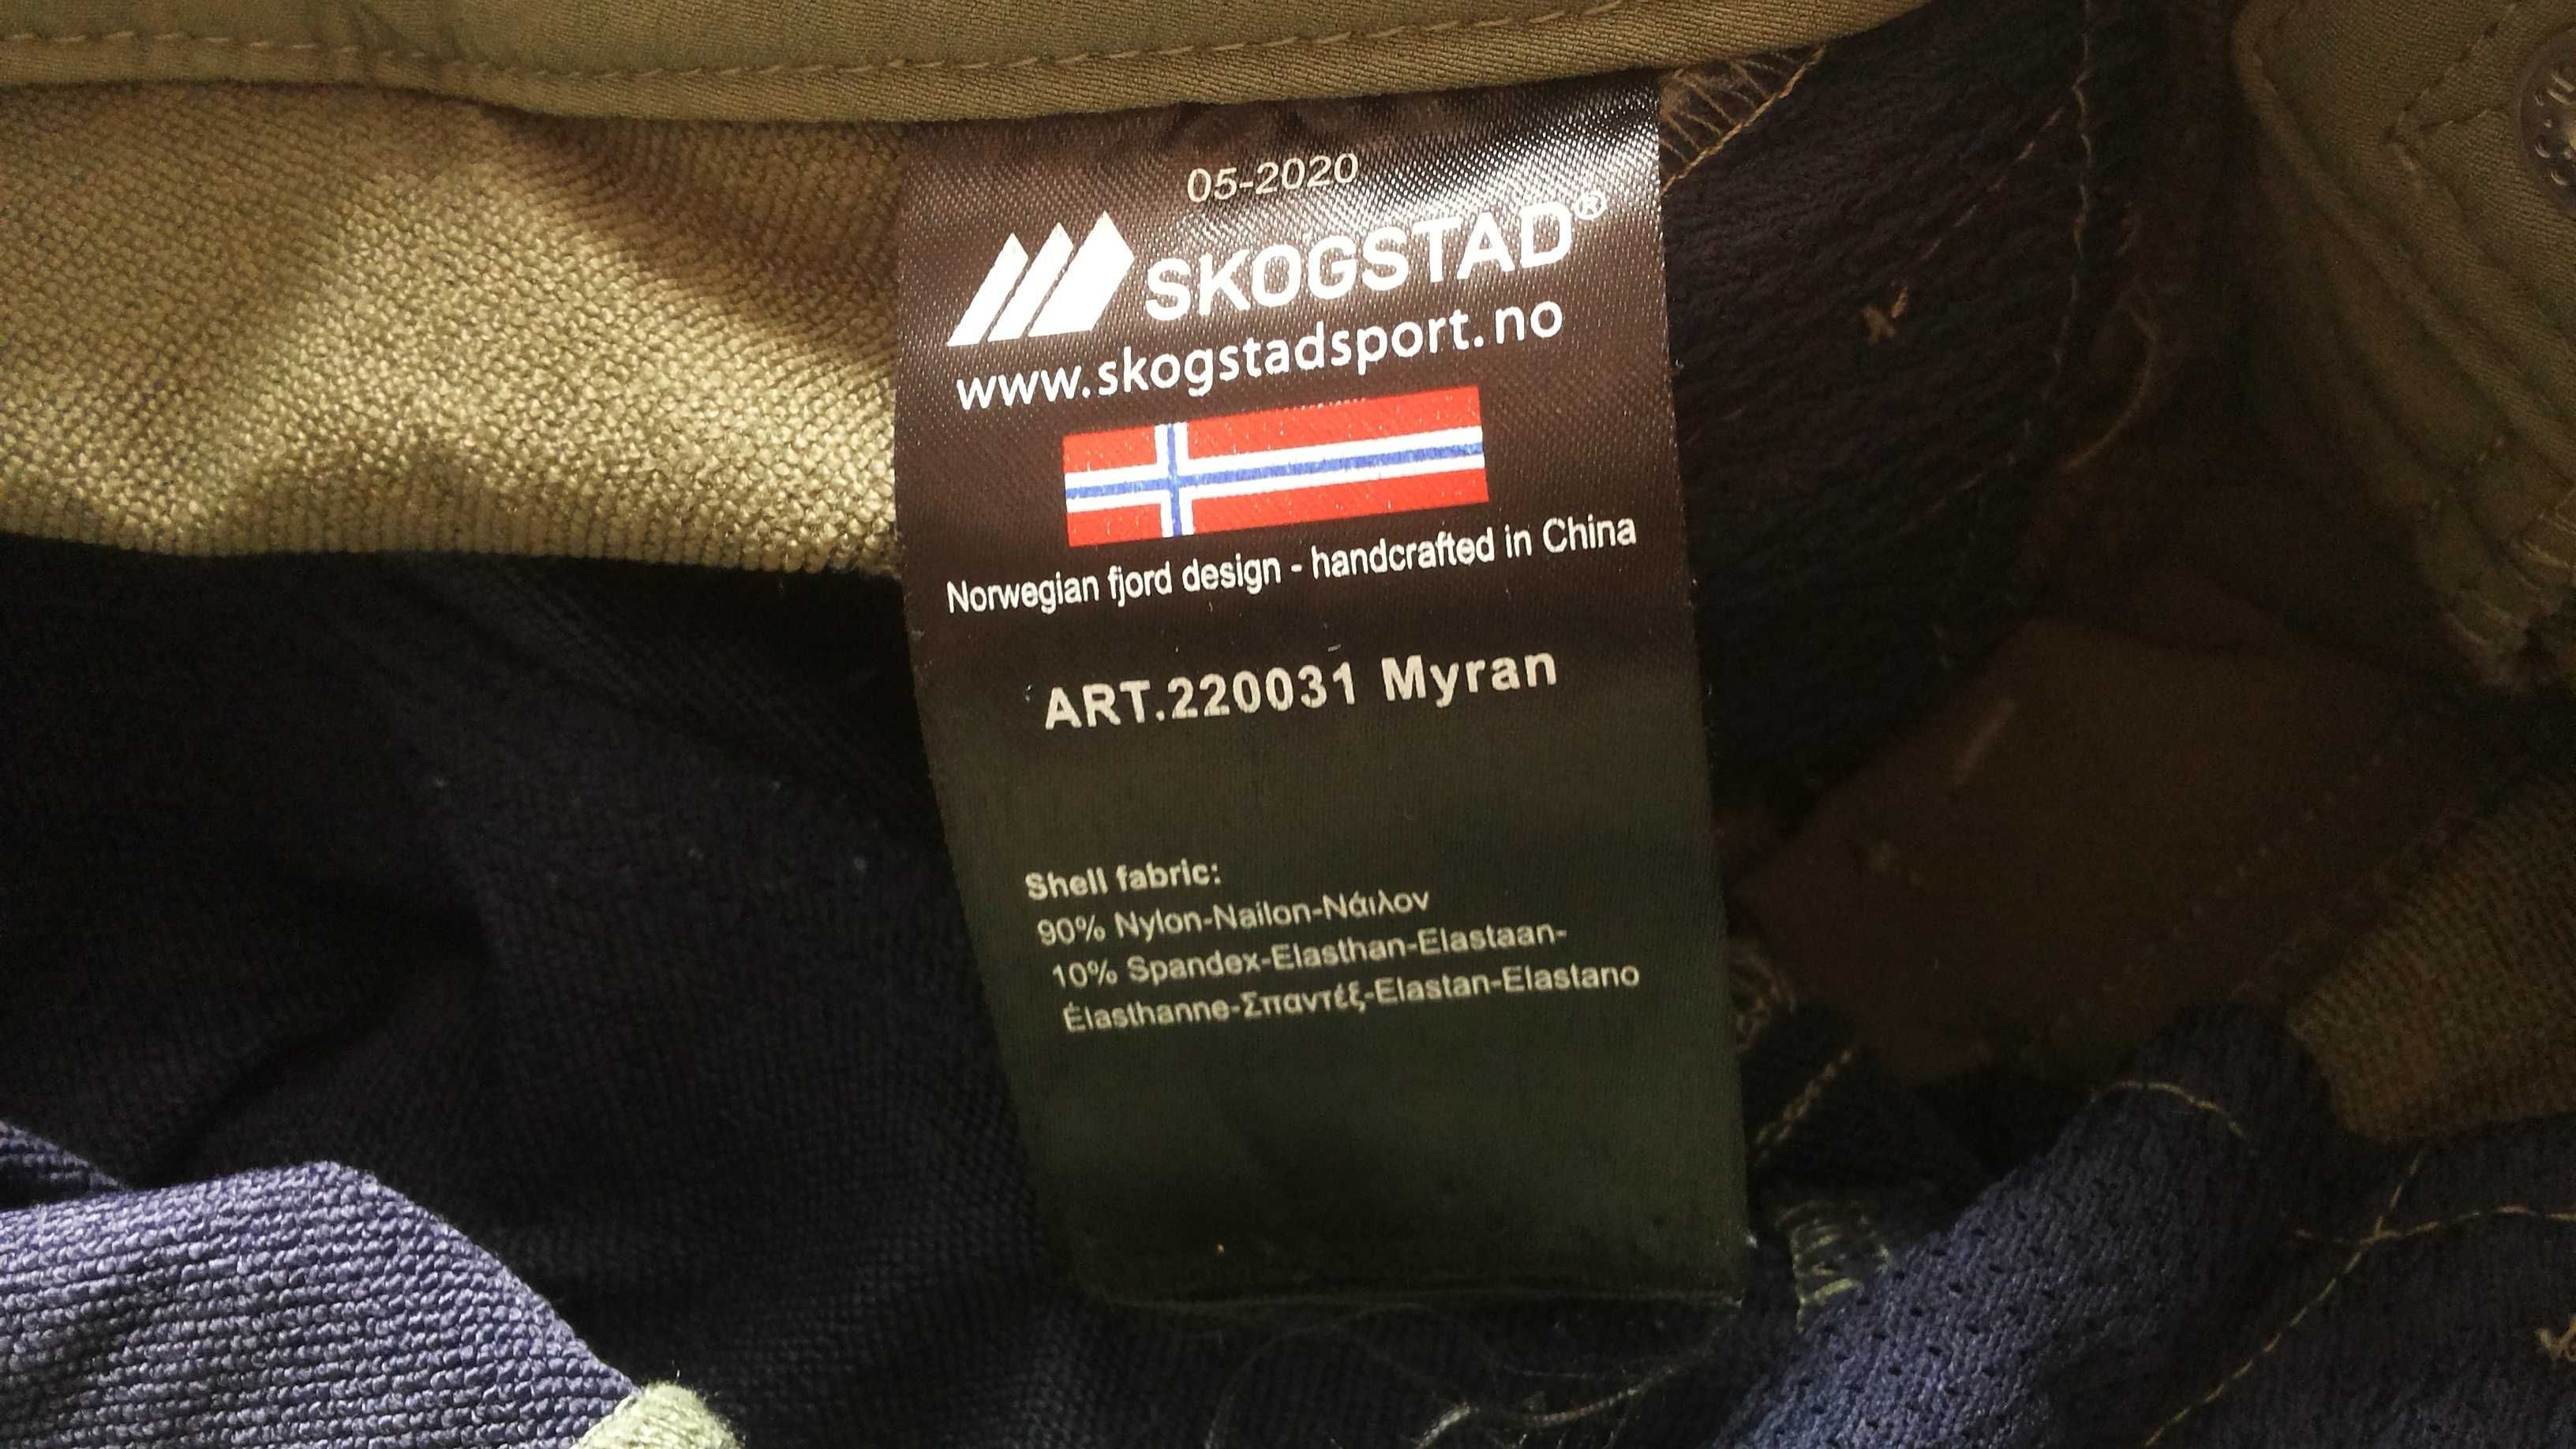 05-2020
SKOGSTAD®
www.skogstadsport.no
Norwegian fjord design - handcrafted in China
ART.220031 Myran
Shell fabric:
90% Nylon-Nailon-Νάιλον
10% Spandex-Elasthan-Elastaan-
Élasthanne-Σπαντέξ-Elastan-Elastano